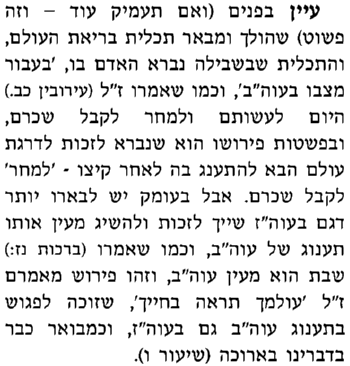 עיין בפנים (ואם תעמיק עוד – וזה
פשוט) שהולך ומבאר תכלית בריאת העולם,
והתכלית שבשבילה נברא האדם בו, 'בעבור
מצבו בעוה"ב', וכמו שאמרו ז"ל (עירובין כב.)
היום לעשותם ולמחר לקבל שכרם,
ובפשטות פירושו הוא שנברא לזכות לדרגת
עולם הבא להתענג בה לאחר קיצו - 'למחר'
לקבל שכרם. אבל בעומק יש לבארו יותר
דגם בעוה"ז שייך לזכות ולהשיג מעין אותו
תענוג של עוה"ב, וכמו שאמרו (ברכות נז:)
שבת הוא מעין עוה"ב, וזהו פירוש מאמרם
ז"ל 'עולמך תראה בחייך', שזוכה לפגוש
בתענוג עוה"ב גם בעוה"ז, וכמבואר כבר
בדברינו בארוכה (שיעור ו).